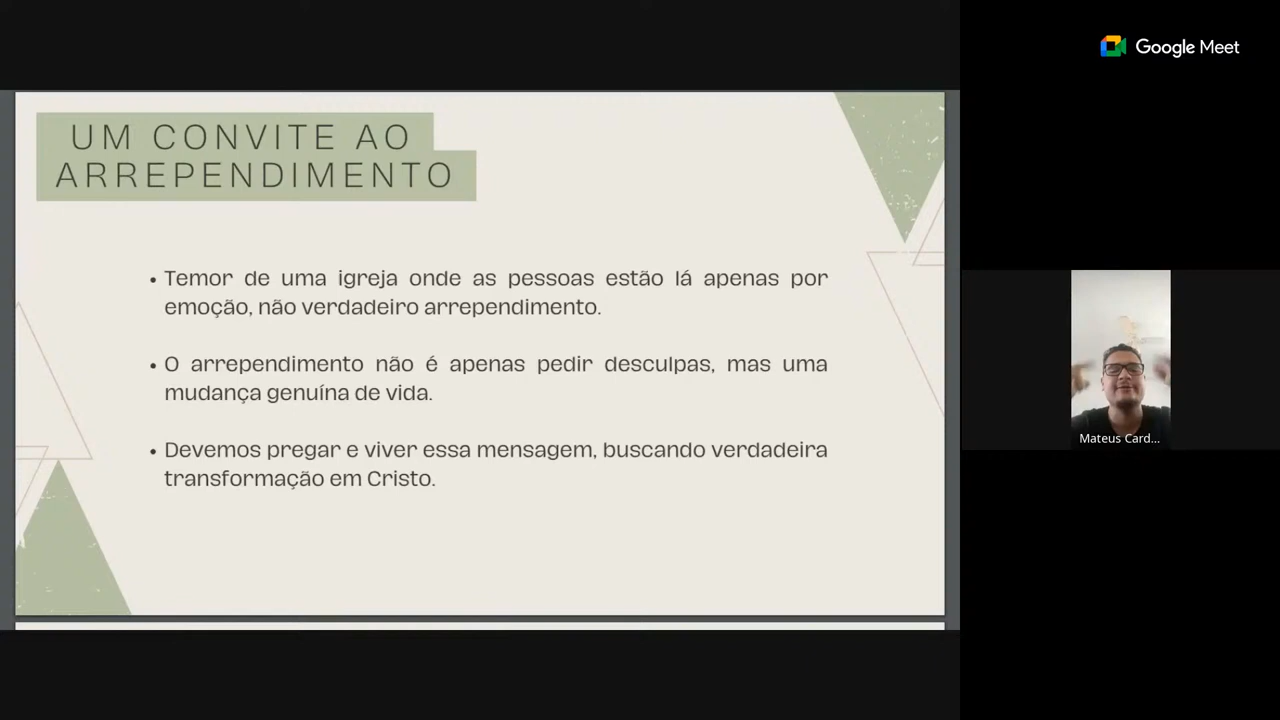 Google Meet
UM CONVITE AO
ARREPENDIMENTO
• Temor de uma igreja onde as pessoas estão lá apenas por
emoção, não verdadeiro arrependimento.
• O arrependimento não é apenas pedir desculpas, mas uma
mudança genuína de vida.
• Devemos pregar e viver essa mensagem, buscando verdadeira
transformação em Cristo.
Mateus Card...